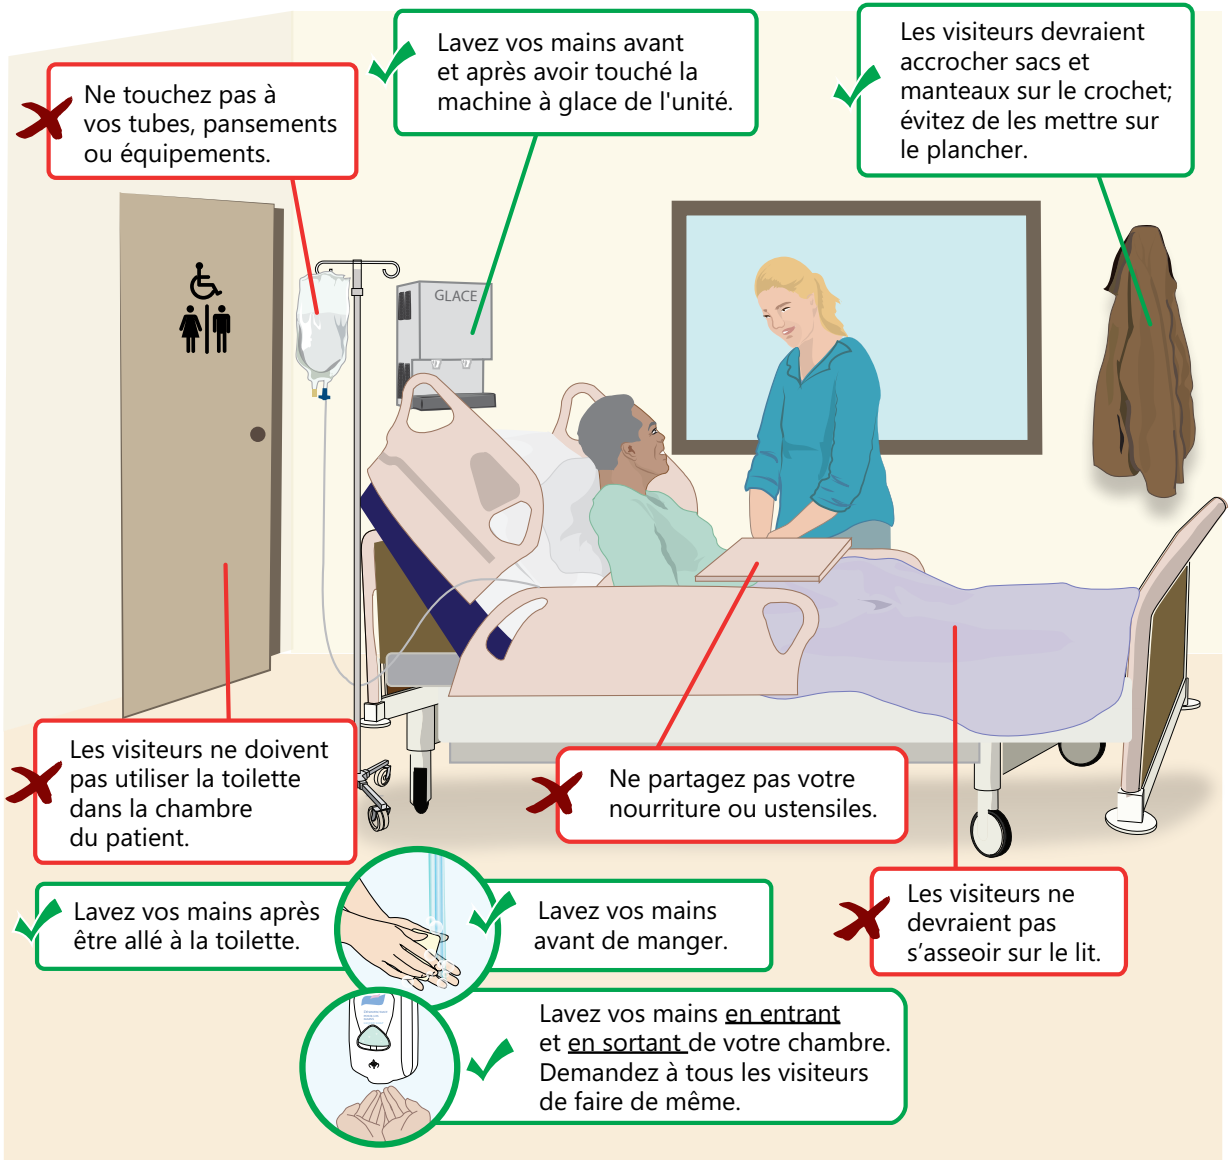 Ne touchez pas à
vos tubes, pansements
ou équipements.
Lavez vos mains avant
et après avoir touché la
machine à glace de l'unité.
Les visiteurs devraient
accrocher sacs et
manteaux sur le crochet;
évitez de les mettre sur
le plancher.
GLACE
Les visiteurs ne doivent
pas utiliser la toilette
dans la chambre
du patient.
Ne partagez pas votre
nourriture ou ustensiles.
Les visiteurs ne
devraient pas
s’asseoir sur le lit.
Lavez vos mains après
être allé à la toilette.
Lavez vos mains
avant de manger.
Lavez vos mains en entrant
et en sortant de votre chambre.
Demandez à tous les visiteurs
de faire de même.